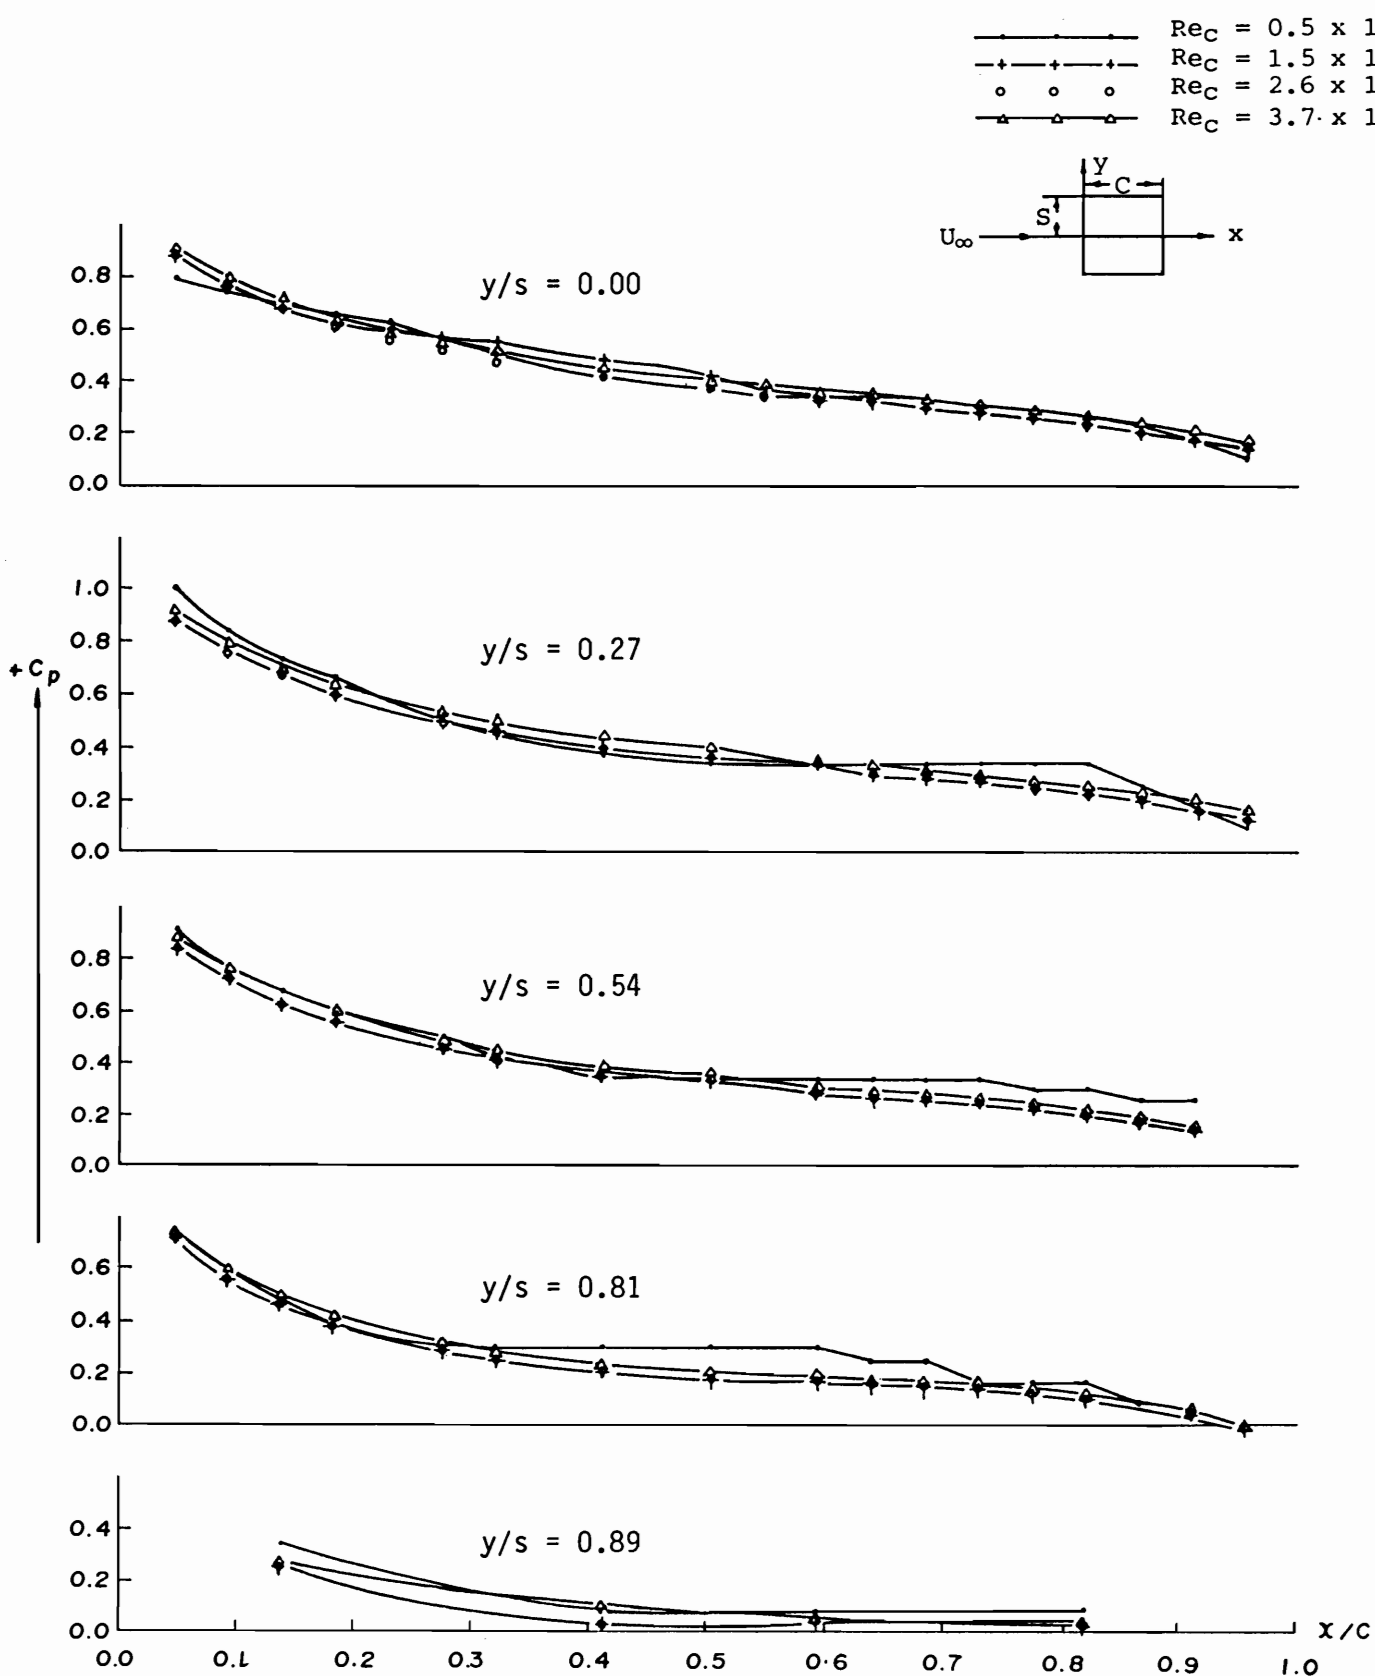 Rec = 0.5 x 1
Rec = 1.5 x 1
Rec = 2.6 x 1
Rec = 3.7 x 1
y
C
S
U∞
x
0.8
0.6
0.4
0.2
0.0
y/s = 0.00
1.0
0.8
0.6
0.4
0.2
0.0
y/s = 0.27
+Cp
0.8
0.6
0.4
0.2
0.0
y/s = 0.54
0.6
0.4
0.2
0.0
y/s = 0.81
0.4
0.2
0.0
y/s = 0.89
x/c
0.0 0.1 0.2 0.3 0.4 0.5 0.6 0.7 0.8 0.9 1.0